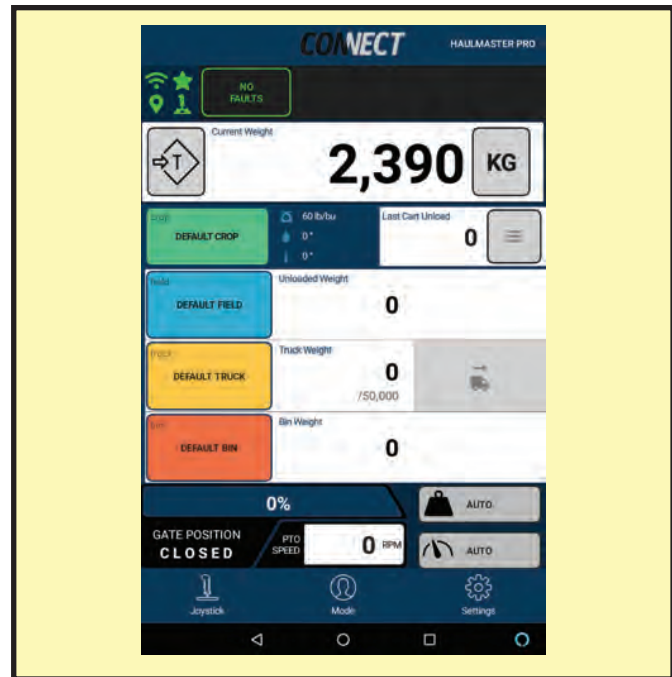 CONNECT
HAULMASTER PRO
NO
FAULTS
Current Weight
T
2,390
KG
DEFAULT CROP
60 lb/bu
0°
0°
Last Cart Unload
0
field
DEFAULT FIELD
Unloaded Weight
0
truck
DEFAULT TRUCK
Truck Weight
0
/50,000
DEFAULT BIN
Bin Weight
0
0%
AUTO
GATE POSITION
CLOSED
PTO
SPEED
0 RPM
AUTO
Joystick
Mode
Settings